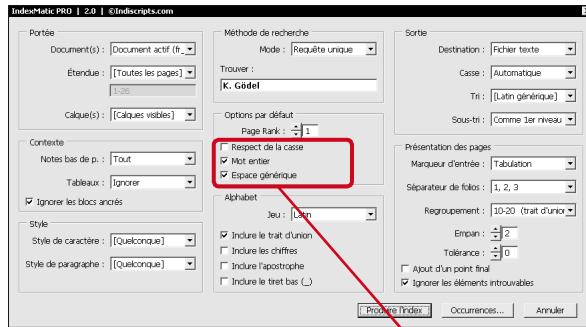 IndexMatic PRO | 2.0 | ©Indiscripts.com
Portée
Document(s) : Document actif (fr_
Étendue : [Toutes les pages]
1-26
Calque(s) : [Calques visibles]
Contexte
Notes bas de p. : Tout
Tableaux : Ignorer
Ignorer les blocs ancrés
Style
Style de caractère : [Quelconque]
Style de paragraphe : [Quelconque]
Méthode de recherche
Mode : Requête unique
Trouver :
K. Gödel
Options par défaut
Page Rank : 1
Respect de la casse
Mot entier
Espace générique
Alphabet
Jeu : Latin
Inclure le trait d'union
Inclure les chiffres
Inclure l'apostrophe
Inclure le tiret bas (_)
Sortie
Destination : Fichier texte
Casse : Automatique
Tri : [Latin générique]
Sous-tri : Comme 1er niveau
Présentation des pages
Marqueur d'entrée : Tabulation
Séparateur de folios : 1, 2, 3
Regroupement : 10-20 (trait d'union
Empan : 2
Tolérance : 0
Ajout d'un point final
Ignorer les éléments introuvables
Produire l'index
Occurrences...
Annuler